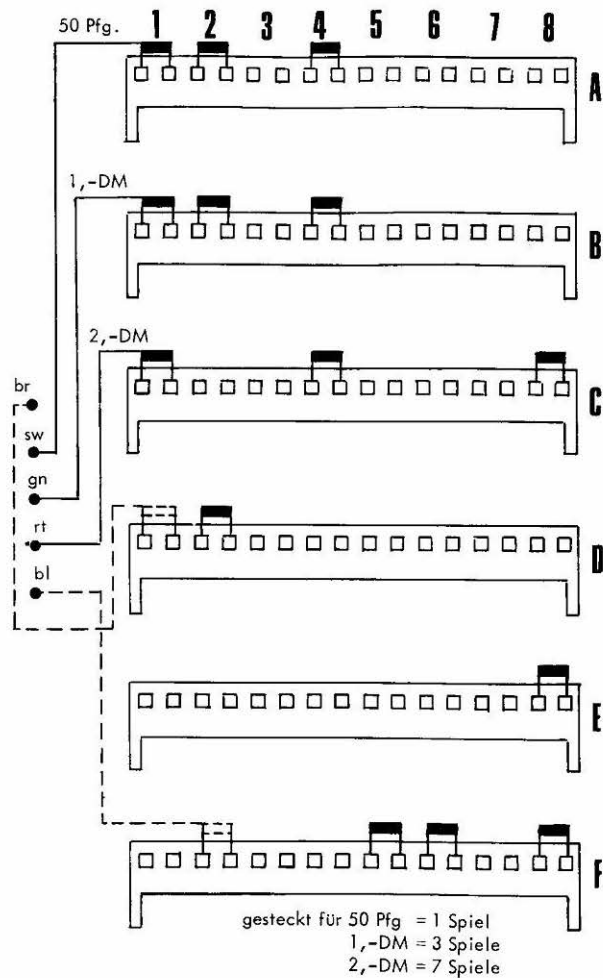 50 Pfg.
1 2 3 4 5 6 7 8
A
1,-DM
B
2,-DM
C
br
sw
gn
rt
bl
D
E
F
gesteckt für 50 Pfg = 1 Spiel
1,-DM = 3 Spiele
2,-DM = 7 Spiele